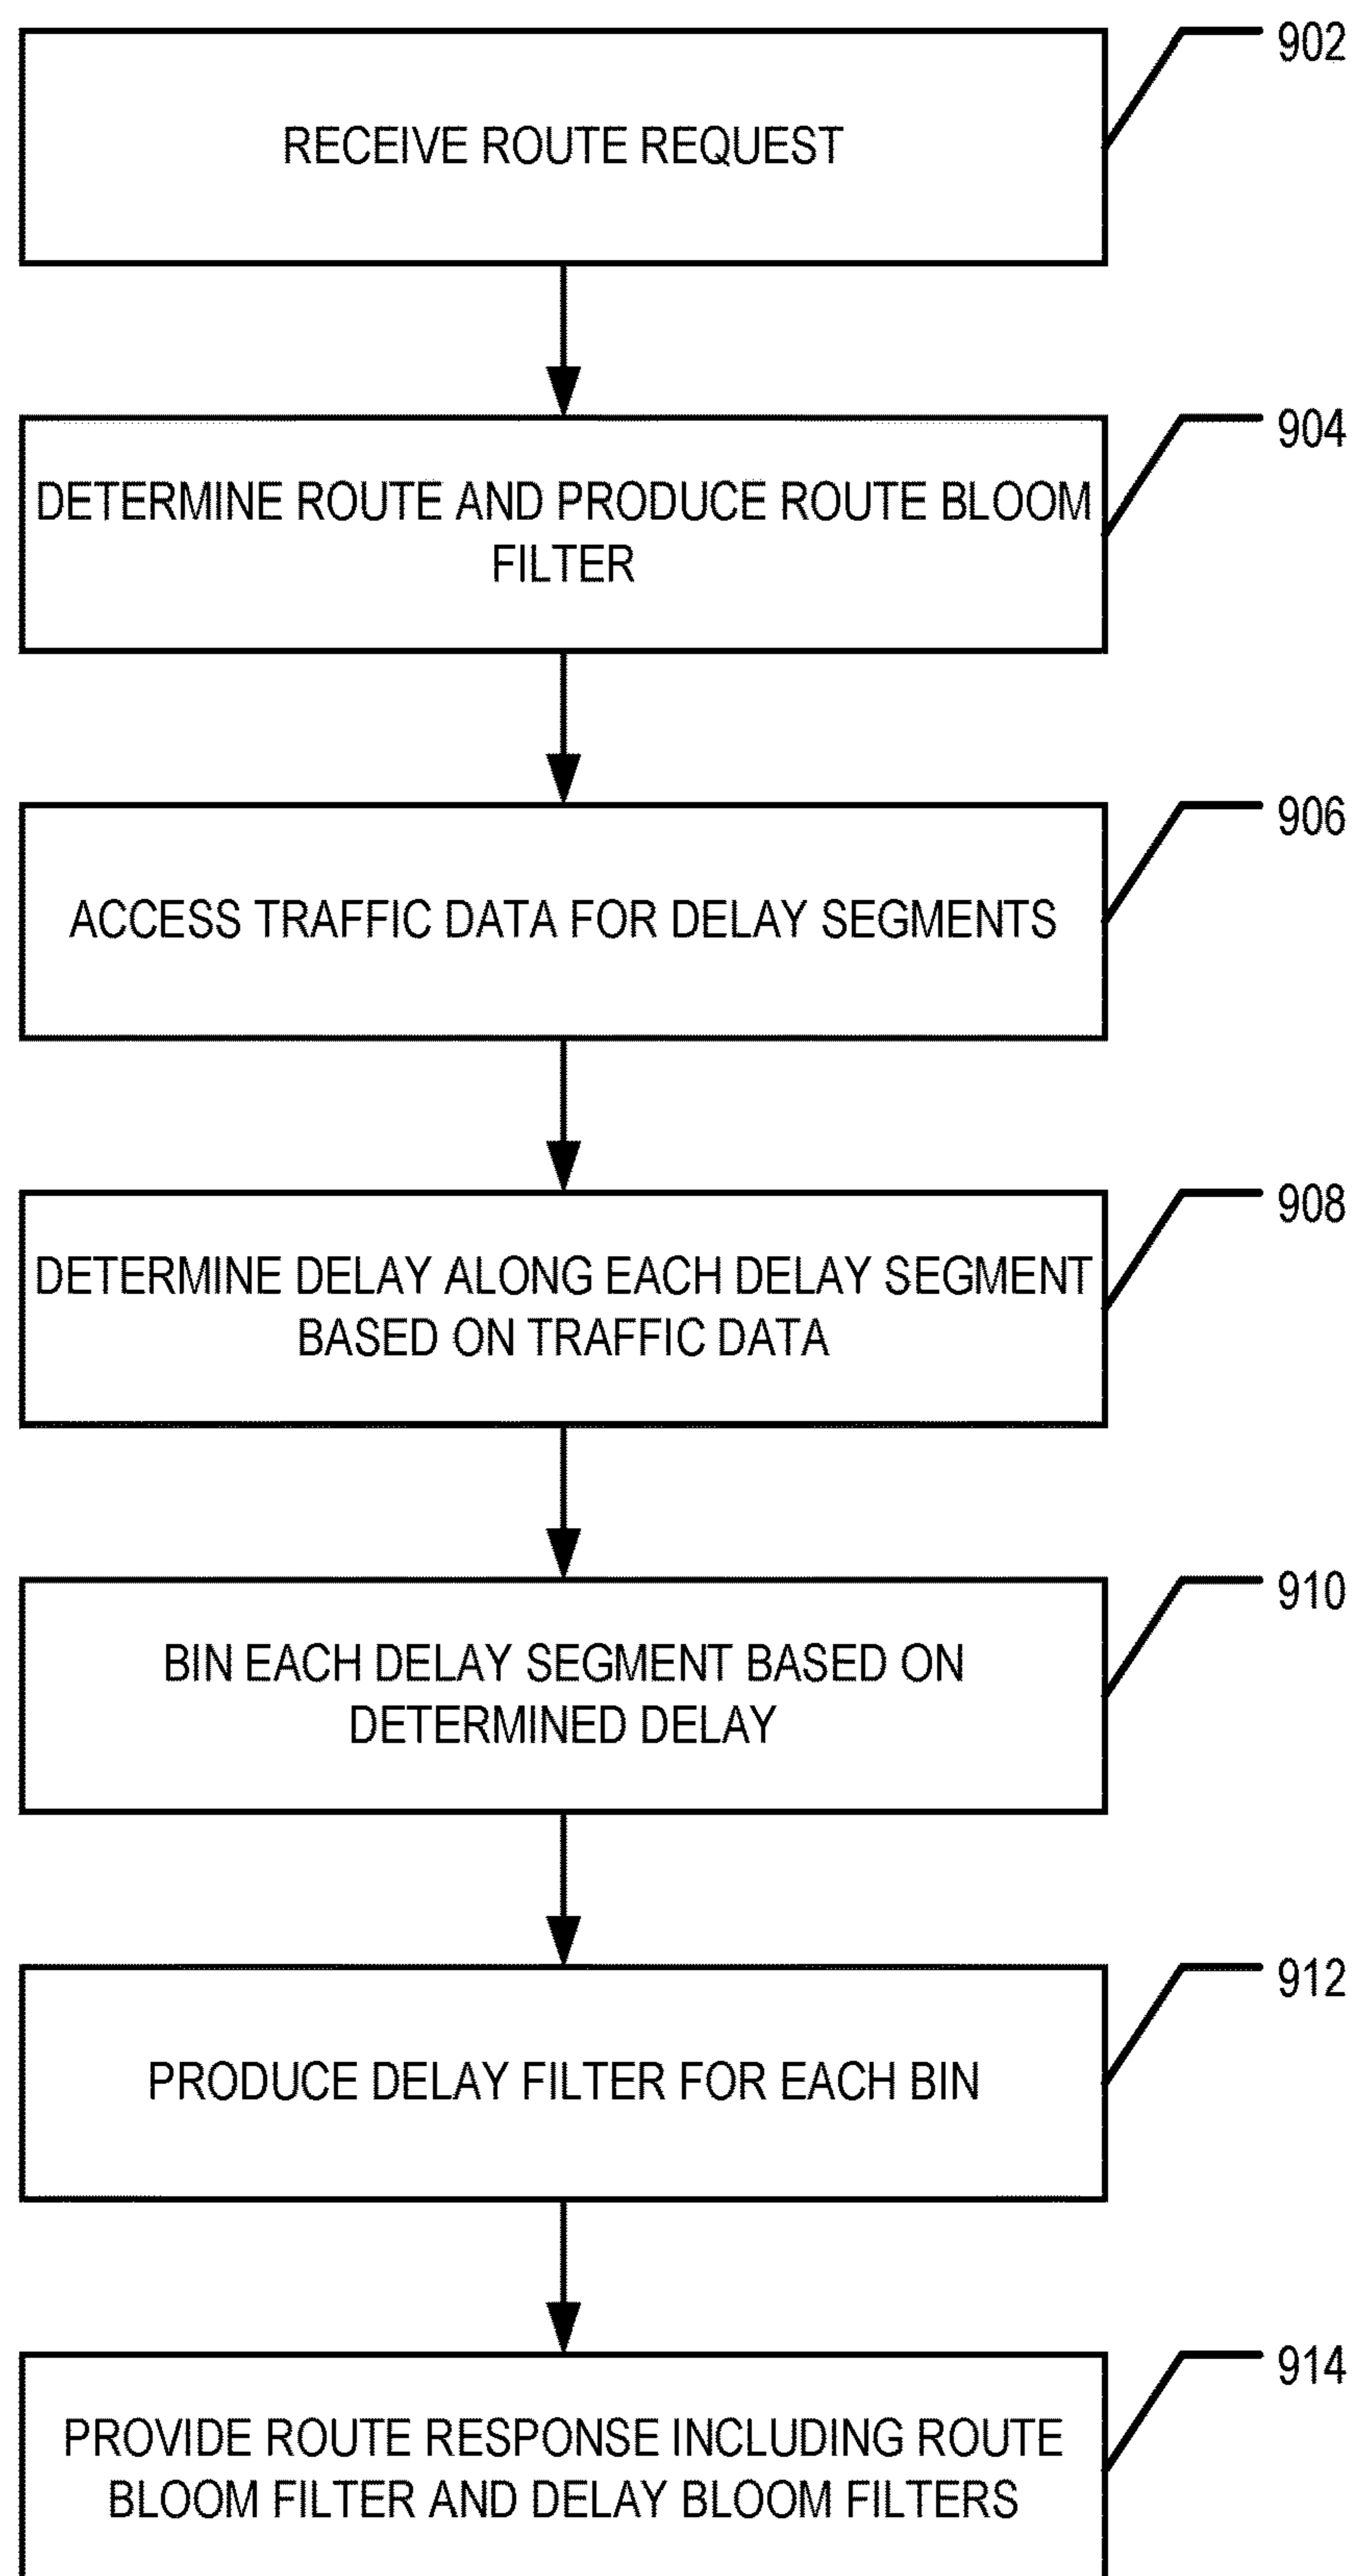 902
RECEIVE ROUTE REQUEST
904
DETERMINE ROUTE AND PRODUCE ROUTE BLOOM
FILTER
906
ACCESS TRAFFIC DATA FOR DELAY SEGMENTS
908
DETERMINE DELAY ALONG EACH DELAY SEGMENT
BASED ON TRAFFIC DATA
910
BIN EACH DELAY SEGMENT BASED ON
DETERMINED DELAY
912
PRODUCE DELAY FILTER FOR EACH BIN
914
PROVIDE ROUTE RESPONSE INCLUDING ROUTE
BLOOM FILTER AND DELAY BLOOM FILTERS